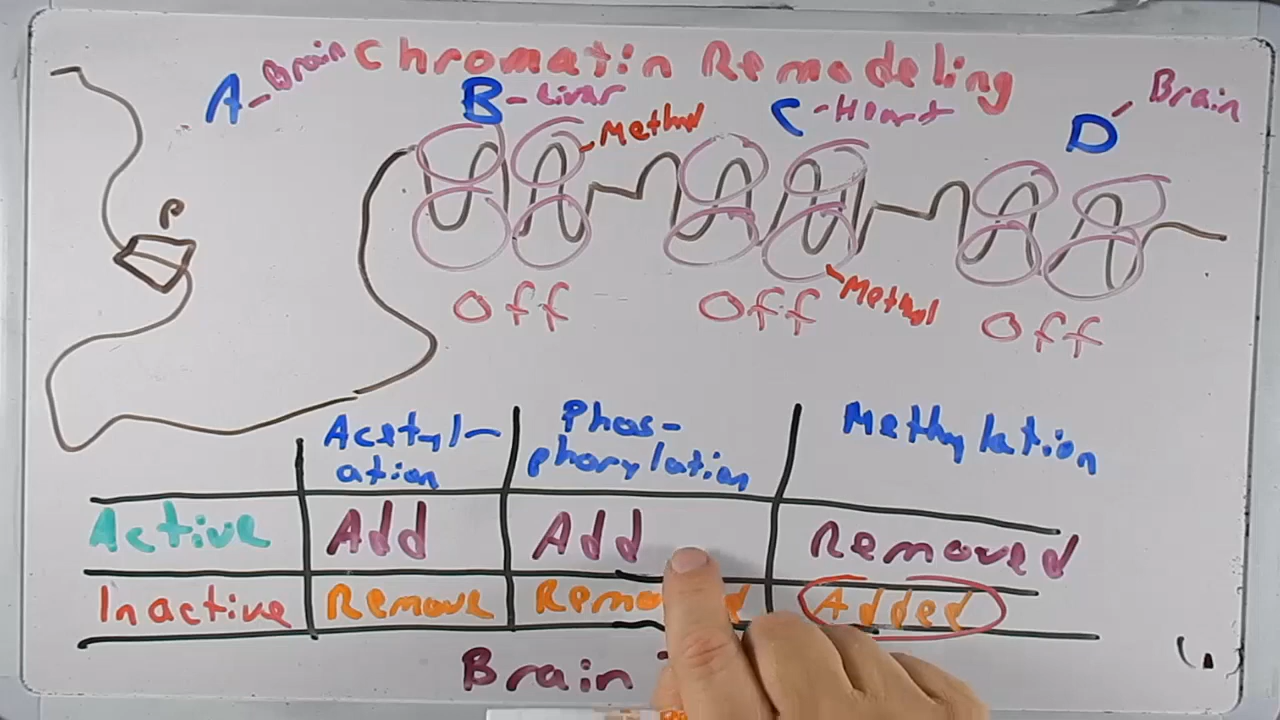 Chromatin Remodeling
A - Brain
B - Livar
C - Heart
D - Brain
Methyl
Methyl
P
Off
Off
Off
Acetyl-
ation
Phos-
phorylation
Methylation
Active
Add
Add
Removed
Inactive
Remove
Added
Brain